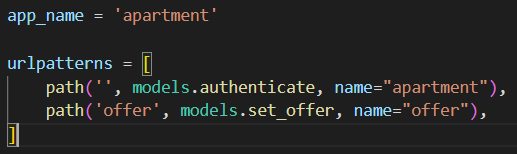 app_name = 'apartment'
urlpatterns = [
    path('', models.authenticate, name="apartment"),
    path('offer', models.set_offer, name="offer"),
]